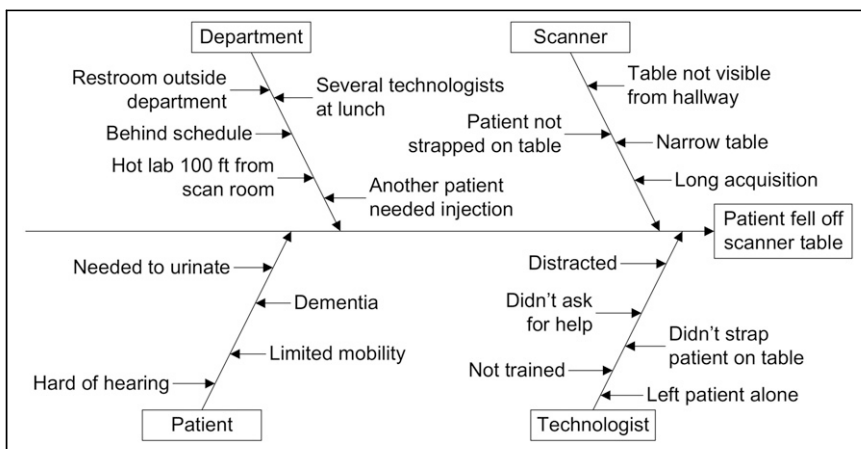 Department
Scanner
Restroom outside
department
Several technologists
at lunch
Behind schedule
Hot lab 100 ft from
scan room
Another patient
needed injection
Table not visible
from hallway
Patient not
strapped on table
Narrow table
Long acquisition
Patient fell off
scanner table
Needed to urinate
Dementia
Limited mobility
Hard of hearing
Patient
Distracted
Didn’t ask
for help
Didn’t strap
patient on table
Not trained
Left patient alone
Technologist